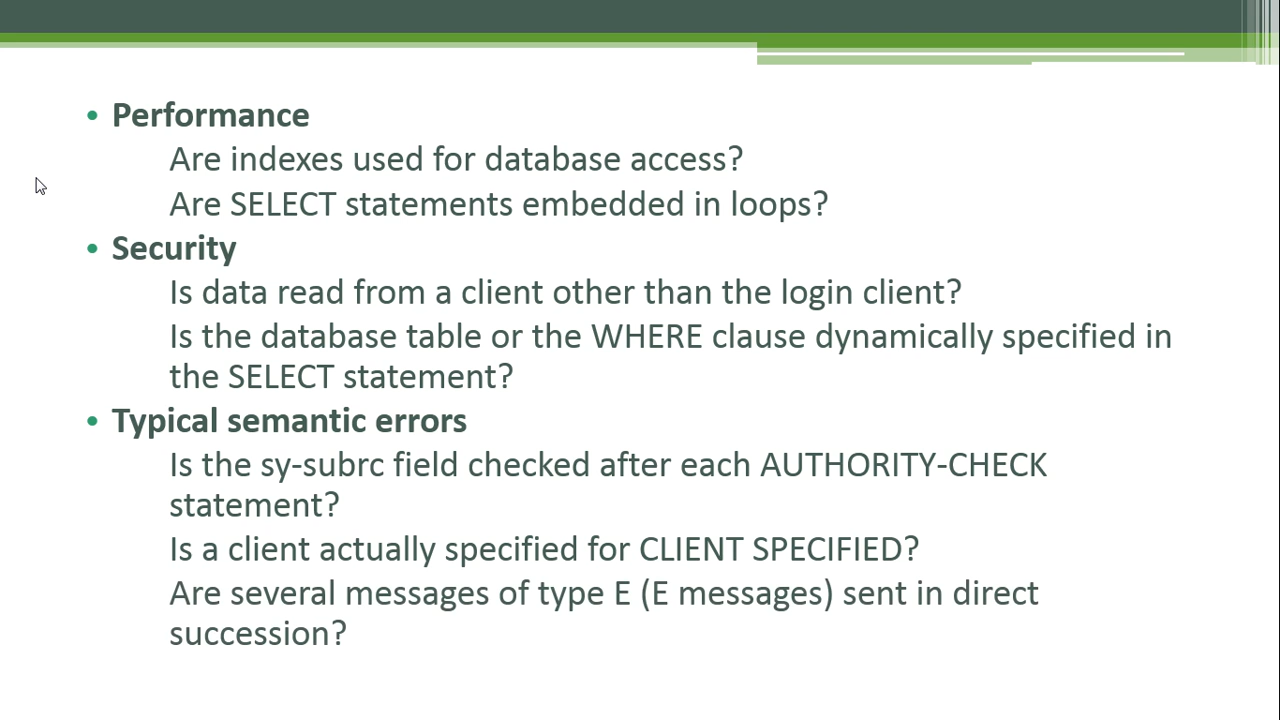 • Performance
Are indexes used for database access?
Are SELECT statements embedded in loops?
• Security
Is data read from a client other than the login client?
Is the database table or the WHERE clause dynamically specified in
the SELECT statement?
• Typical semantic errors
Is the sy-subrc field checked after each AUTHORITY-CHECK
statement?
Is a client actually specified for CLIENT SPECIFIED?
Are several messages of type E (E messages) sent in direct
succession?